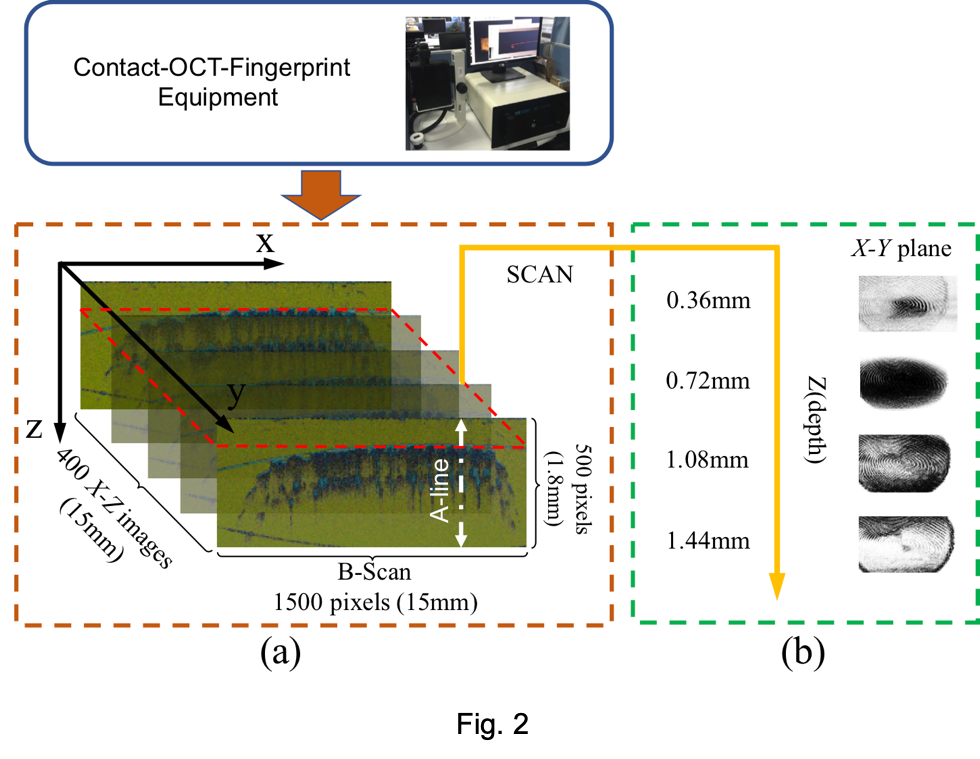 Contact-OCT-Fingerprint
Equipment
X
SCAN
y
Z
A-line
500 pixels
(1.8mm)
400 X-Z images
(15mm)
B-Scan
1500 pixels (15mm)
X-Y plane
0.36mm
0.72mm
1.08mm
1.44mm
Z(depth)
(a)
(b)
Fig. 2